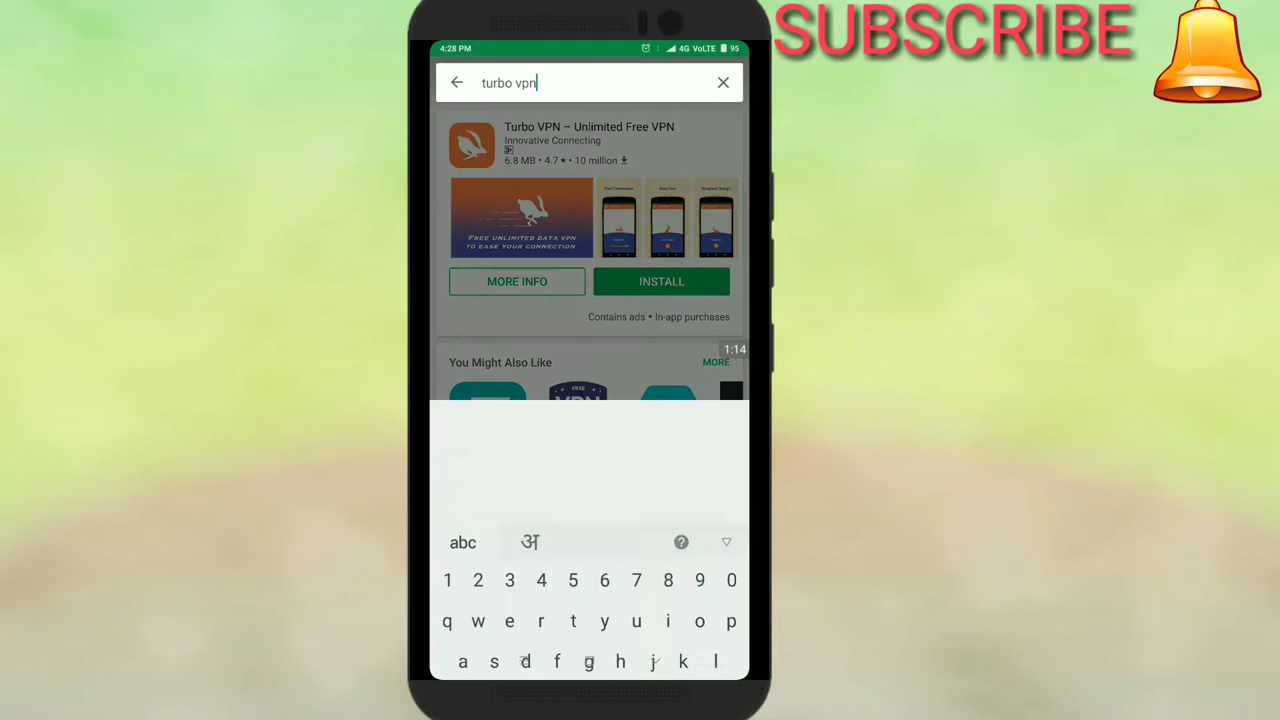 SUBSCRIBE
4:28 PM 4G VoLTE 95
turbo vpn
Turbo VPN – Unlimited Free VPN
Innovative Connecting
3+
6.8 MB • 4.7 ★ • 10 million
Fast Connection Easy Use Simplest Design
FREE UNLIMITED DATA VPN
TO EASE YOUR CONNECTION
MORE INFO INSTALL
Contains ads • In-app purchases
1:14
You Might Also Like MORE
FREE
VPN
abc अ ?
1 2 3 4 5 6 7 8 9 0
q w e r t y u i o p
a s d f g h j k l